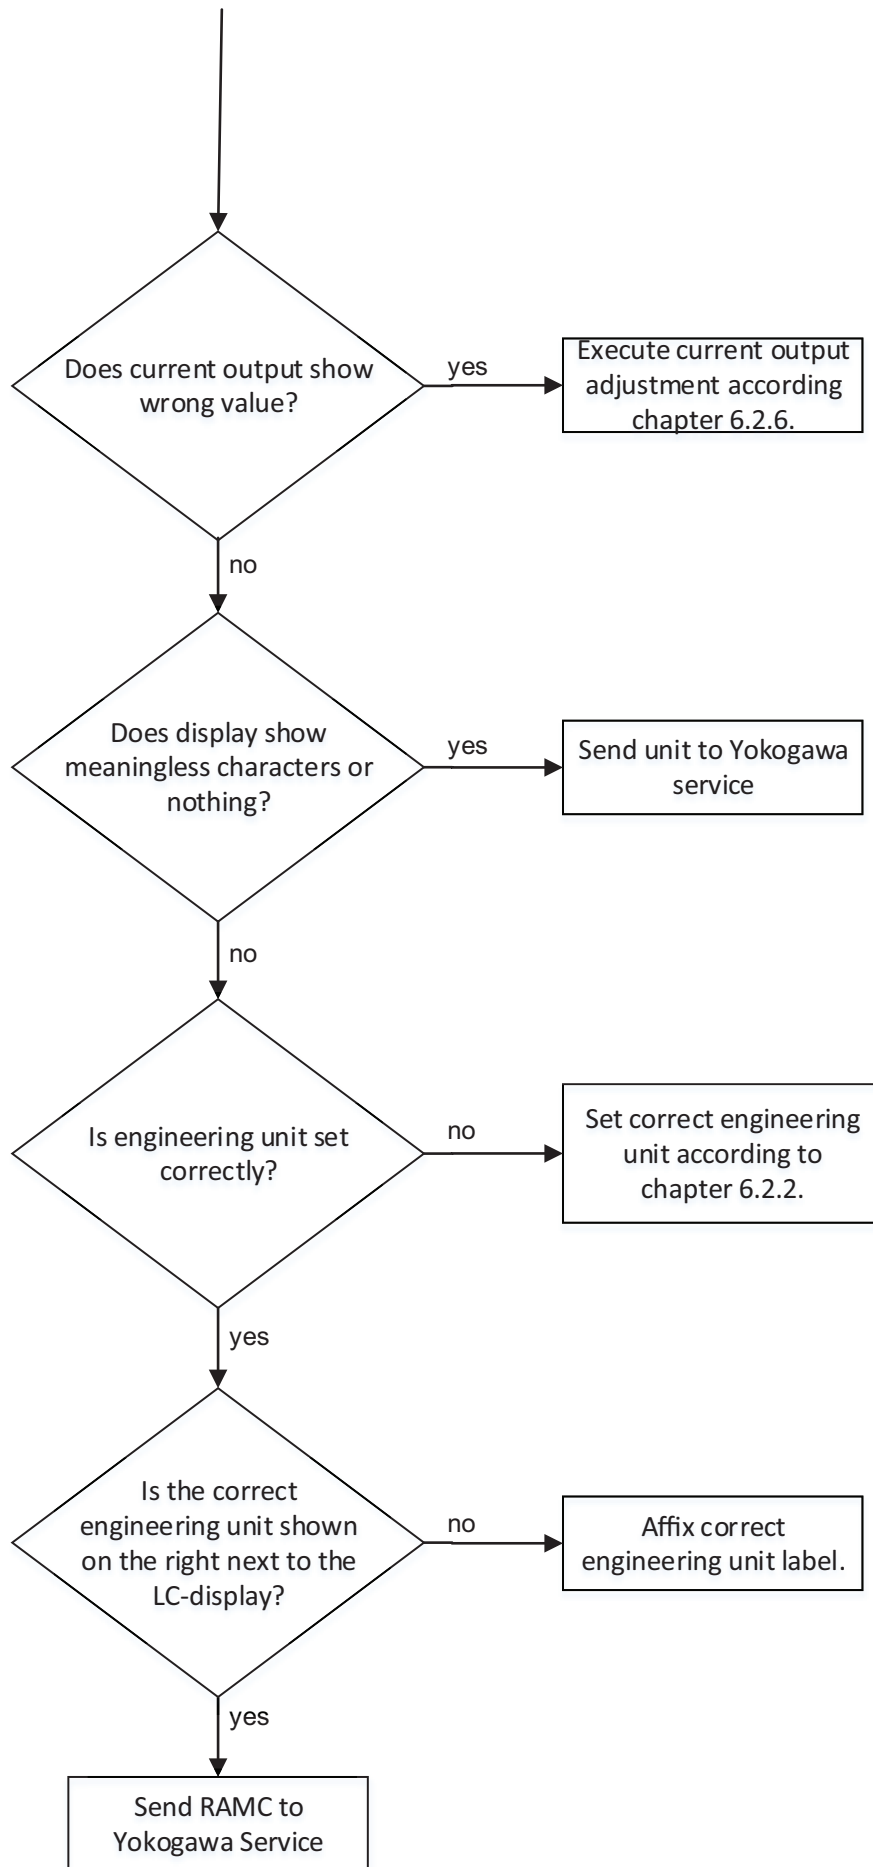 Does current output show
wrong value?
yes
Execute current output
adjustment according
chapter 6.2.6.
no
Does display show
meaningless characters or
nothing?
yes
Send unit to Yokogawa
service
no
Is engineering unit set
correctly?
no
Set correct engineering
unit according to
chapter 6.2.2.
yes
Is the correct
engineering unit shown
on the right next to the
LC-display?
no
Affix correct
engineering unit label.
yes
Send RAMC to
Yokogawa Service